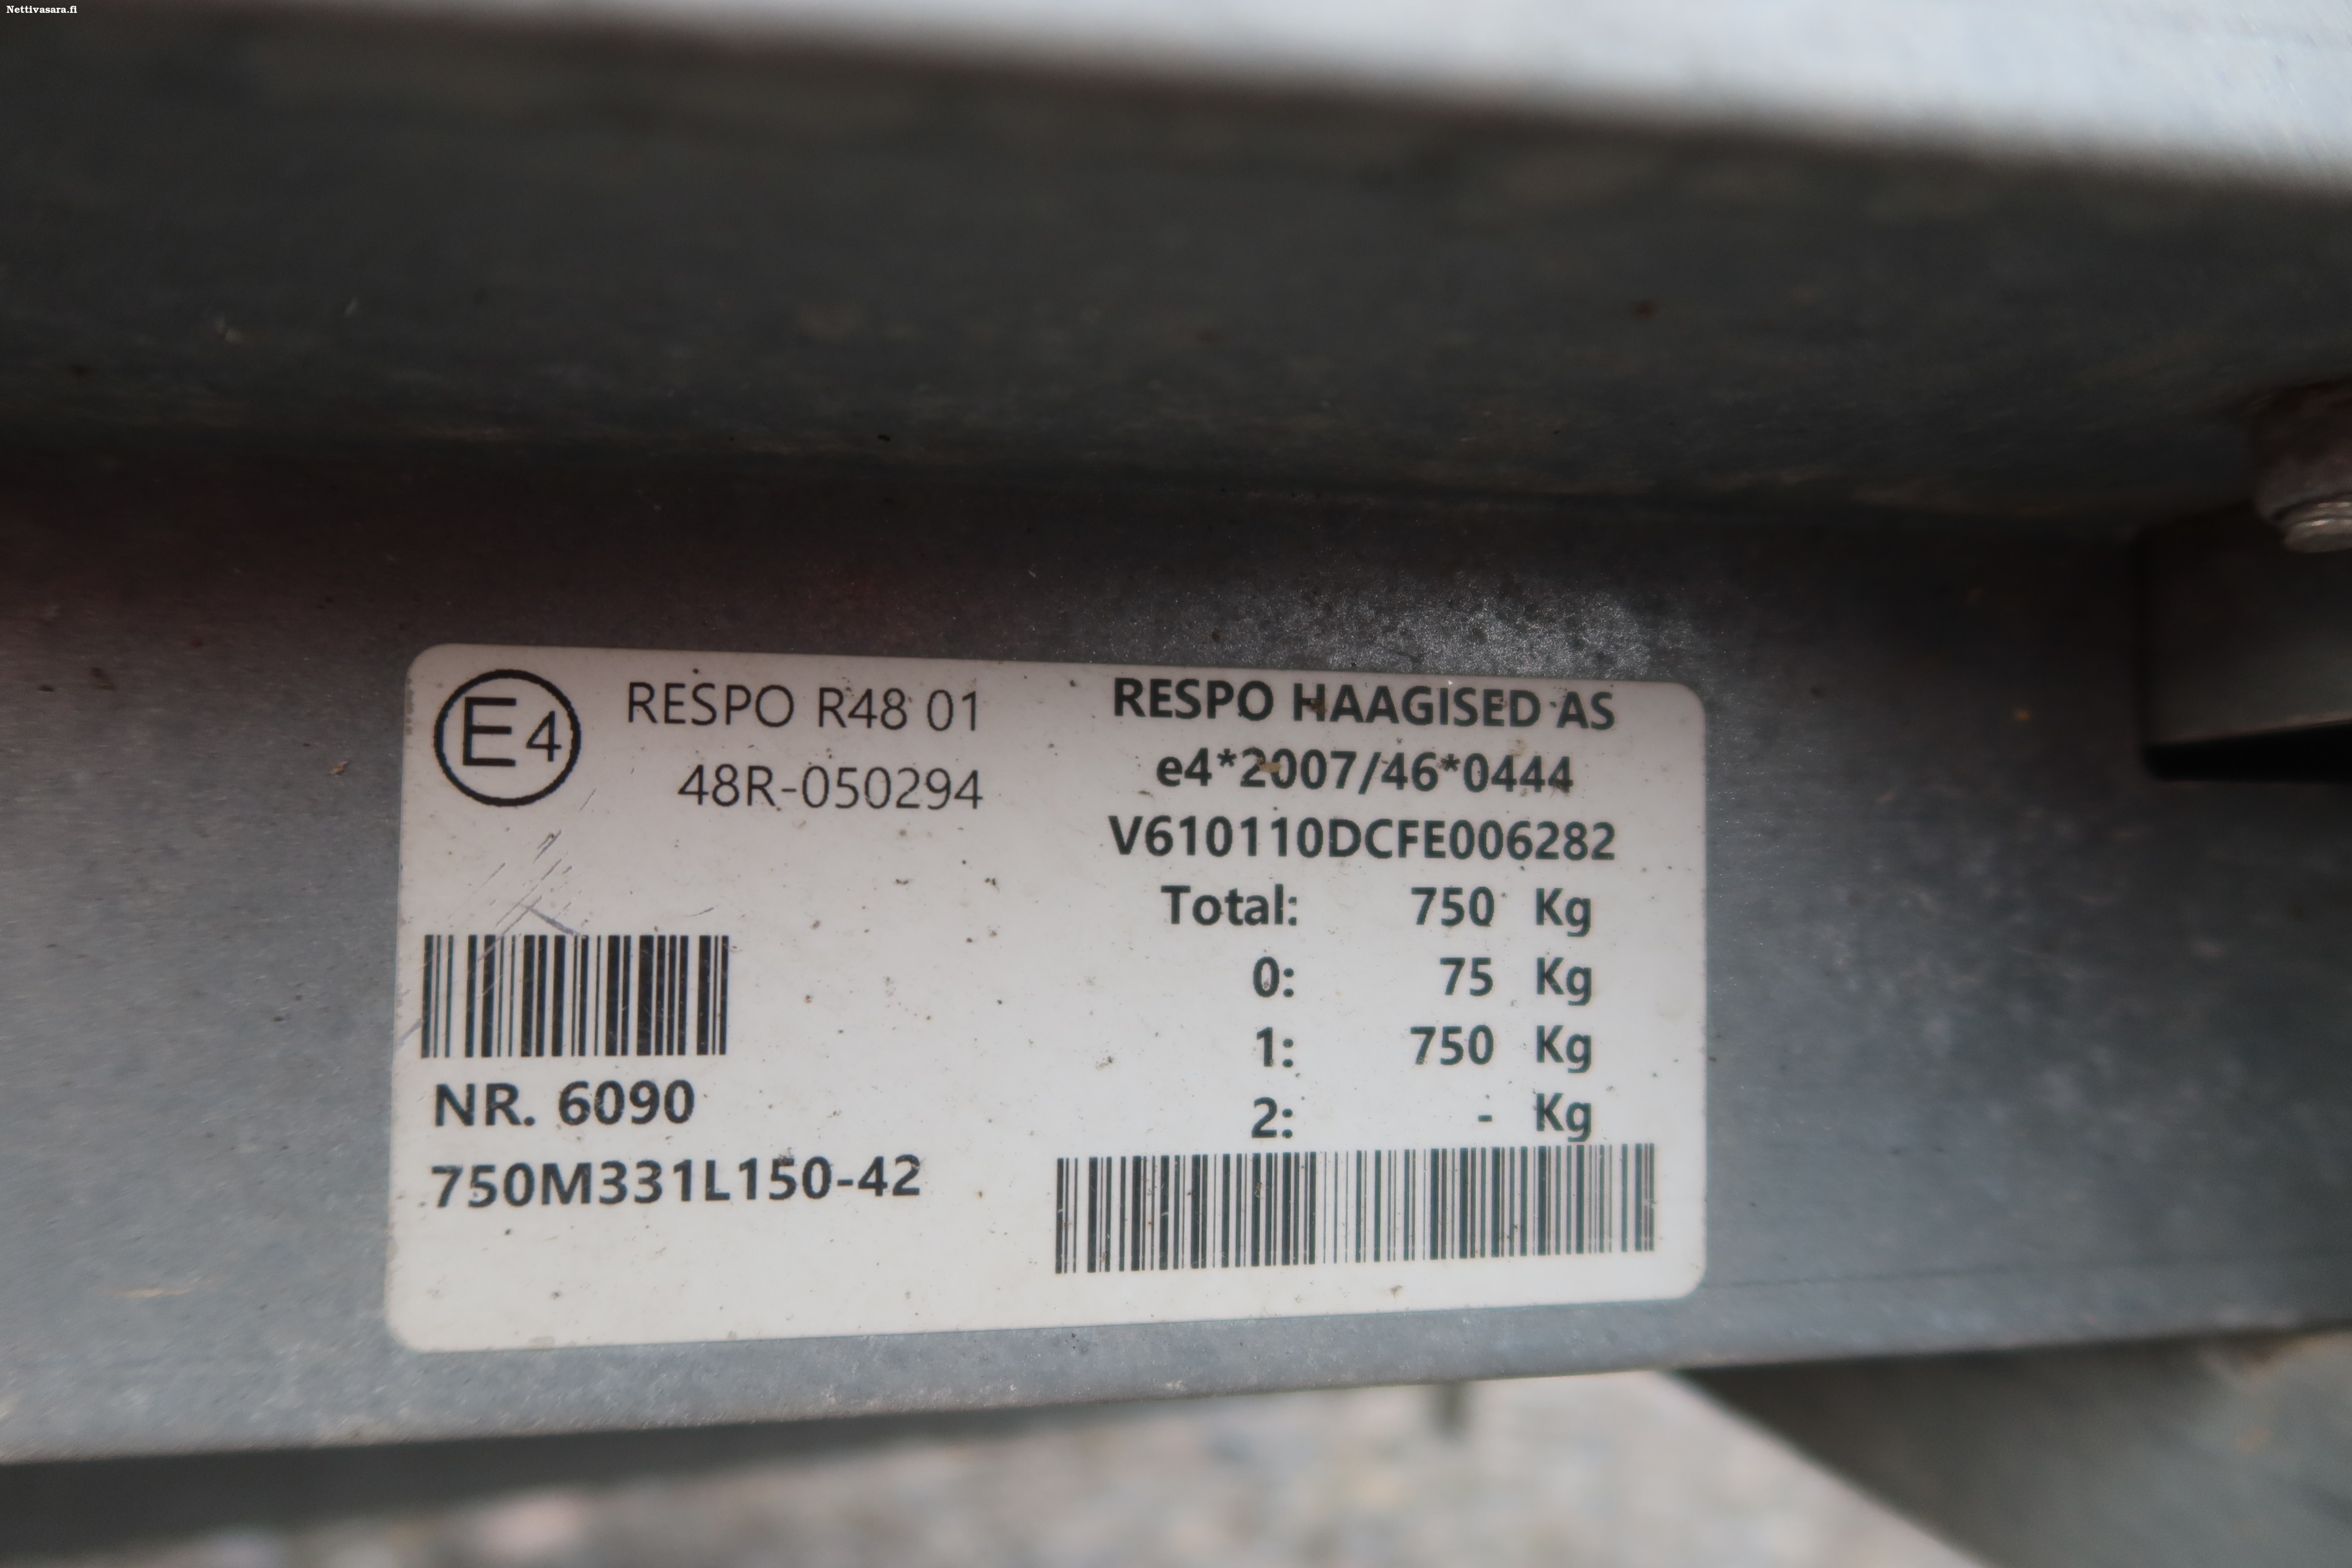 Nettivasara.fi
E4
RESPO R48 01
48R-050294
NR. 6090
750M331L150-42
RESPO HAAGISED AS
e4*2007/46*0444
V610110DCFE006282
Total: 750 Kg
0: 75 Kg
1: 750 Kg
2: - Kg